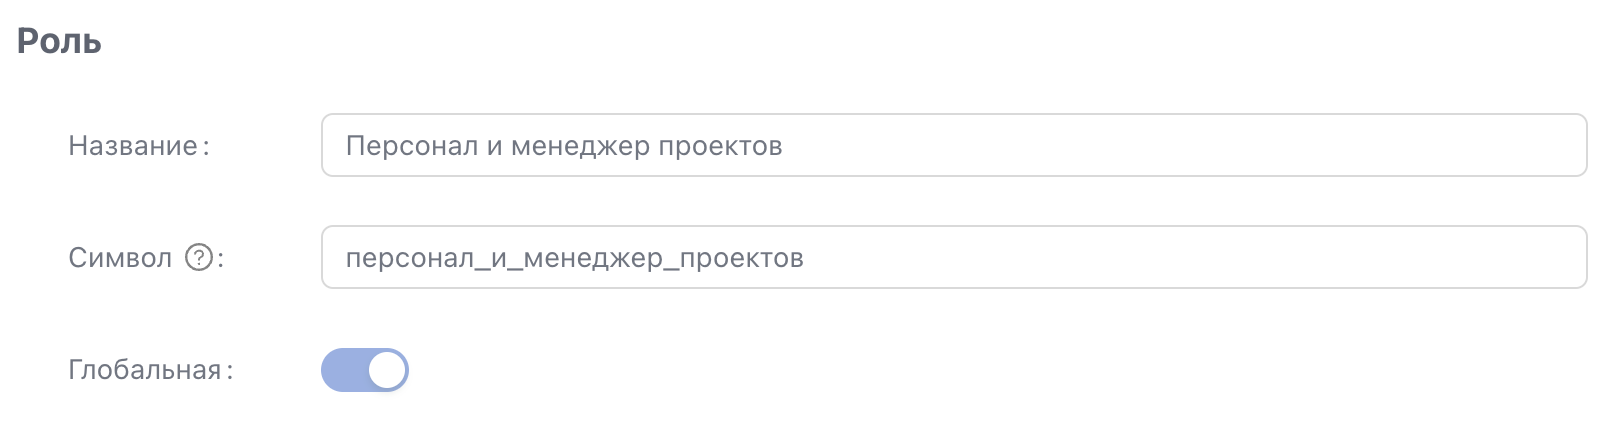 Роль
Название: Персонал и менеджер проектов
Символ ?: персонал_и_менеджер_проектов
Глобальная: